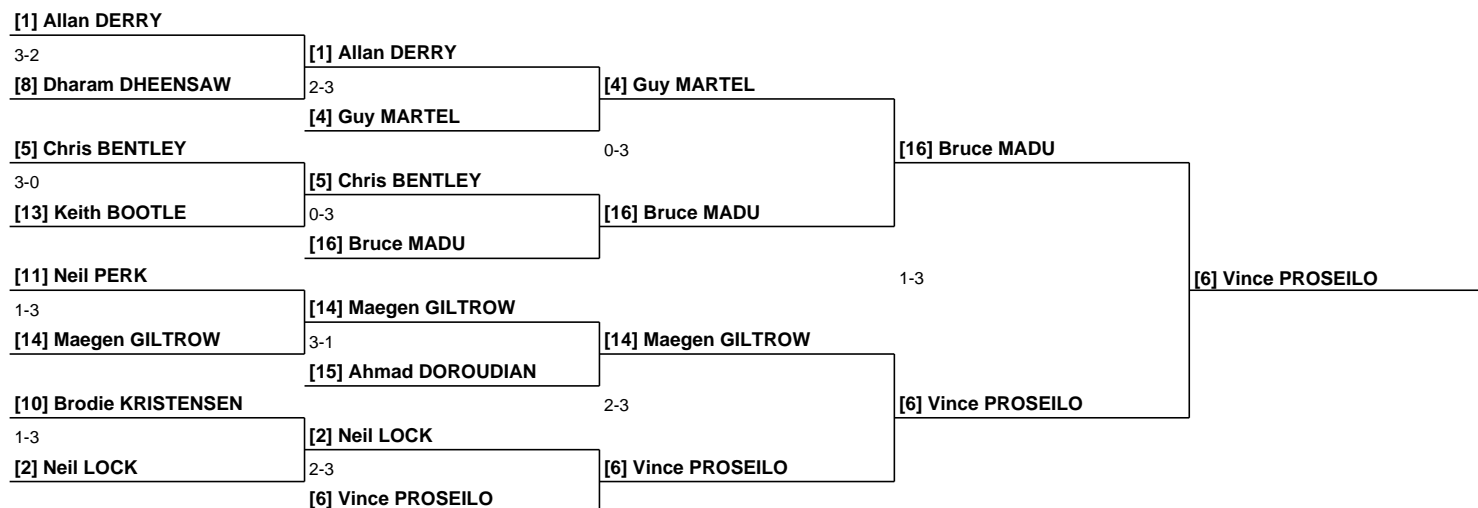 [1] Allan DERRY
3-2
[8] Dharam DHEENSAW
[5] Chris BENTLEY
3-0
[13] Keith BOOTLE
[11] Neil PERK
1-3
[14] Maegen GILTROW
[10] Brodie KRISTENSEN
1-3
[2] Neil LOCK
[1] Allan DERRY
2-3
[4] Guy MARTEL
[5] Chris BENTLEY
0-3
[16] Bruce MADU
[14] Maegen GILTROW
3-1
[15] Ahmad DOROUDIAN
[2] Neil LOCK
2-3
[6] Vince PROSEILO
[4] Guy MARTEL
0-3
[16] Bruce MADU
[14] Maegen GILTROW
2-3
[6] Vince PROSEILO
[16] Bruce MADU
1-3
[6] Vince PROSEILO
[6] Vince PROSEILO